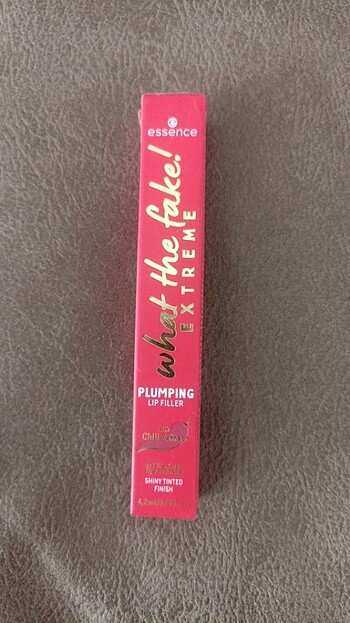 essence
what the fake!
EXTREME
PLUMPING
LIP FILLER
SHINY TINTED
FINISH